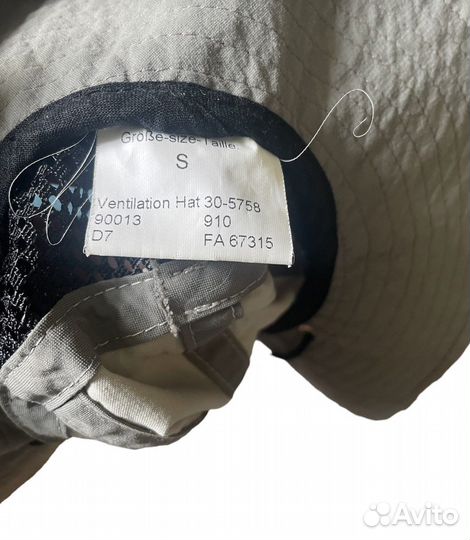 Größe-size-Taille
S
Ventilation Hat 30-5758
90013 910
D7 FA 67315
Avito